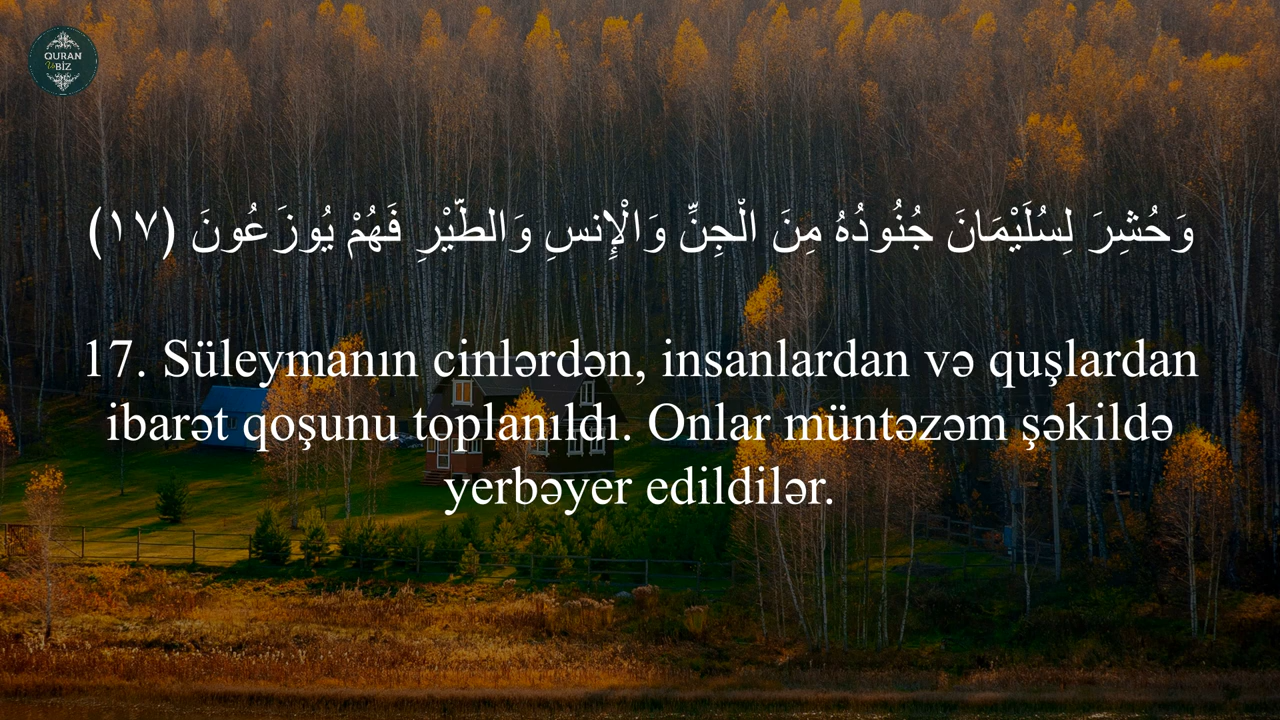 QURAN
Və
BİZ
وَحُشِرَ لِسُلَيْمَانَ جُنُودُهُ مِنَ الْجِنِّ وَالْإِنسِ وَالطَّيْرِ فَهُمْ يُوزَعُونَ (١٧)
17. Süleymanın cinlərdən, insanlardan və quşlardan
ibarət qoşunu toplanıldı. Onlar müntəzəm şəkildə
yerbəyer edildilər.